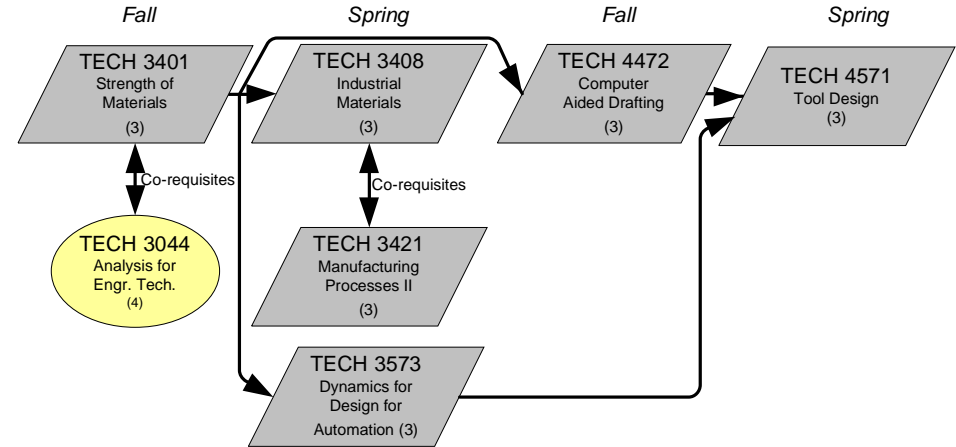 Fall
Spring
Fall
Spring
TECH 3401
Strength of
Materials
(3)
TECH 3408
Industrial
Materials
(3)
TECH 4472
Computer
Aided Drafting
(3)
TECH 4571
Tool Design
(3)
Co-requisites
Co-requisites
TECH 3044
Analysis for
Engr. Tech.
(4)
TECH 3421
Manufacturing
Processes II
(3)
TECH 3573
Dynamics for
Design for
Automation (3)